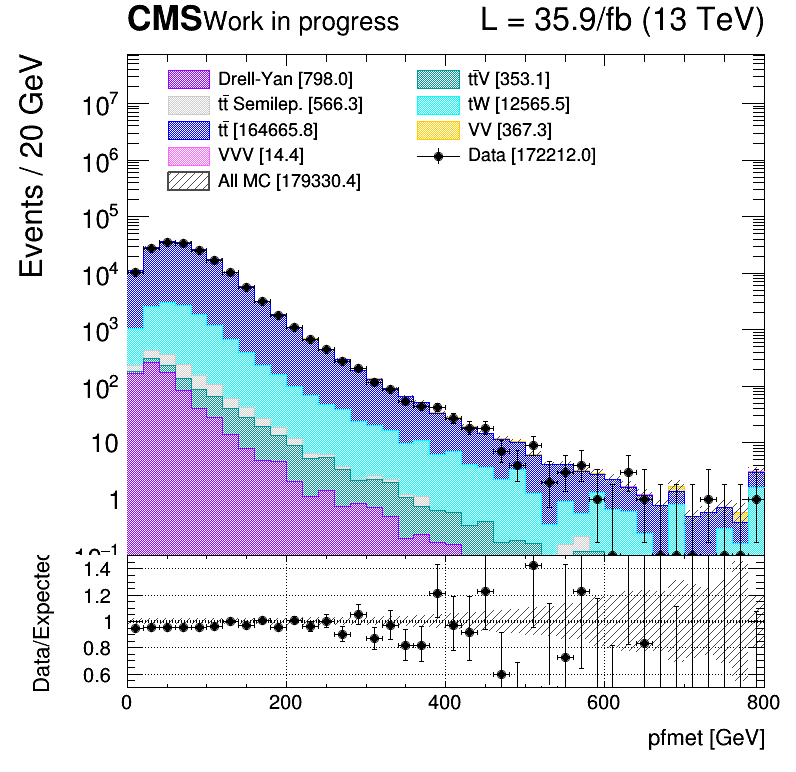 CMS Work in progress L = 35.9/fb (13 TeV)
Events / 20 GeV
Drell-Yan [798.0]
tt̄ Semilep. [566.3]
tt̄ [164665.8]
VVV [14.4]
All MC [179330.4]
tt̄V [353.1]
tW [12565.5]
VV [367.3]
Data [172212.0]
10⁷
10⁶
10⁵
10⁴
10³
10²
10
1
10⁻¹
Data/Expected
1.4
1.2
1
0.8
0.6
0 200 400 600 800
pfmet [GeV]